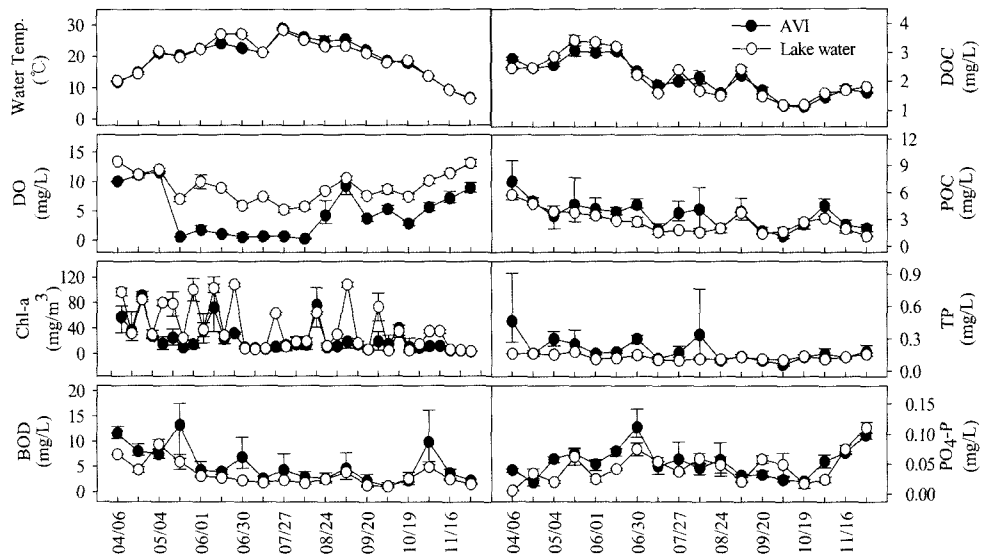 AVI
Lake water
Water Temp.
(℃)
30
20
10
0
DOC
(mg/L)
4
3
2
1
DO
(mg/L)
15
10
5
0
POC
(mg/L)
12
9
6
3
0
Chl-a
(mg/m³)
120
80
40
0
TP
(mg/L)
0.9
0.6
0.3
0.0
BOD
(mg/L)
20
15
10
5
0
PO₄-P
(mg/L)
0.15
0.10
0.05
0.00
04/06 05/04 06/01 06/30 07/27 08/24 09/20 10/19 11/16
04/06 05/04 06/01 06/30 07/27 08/24 09/20 10/19 11/16